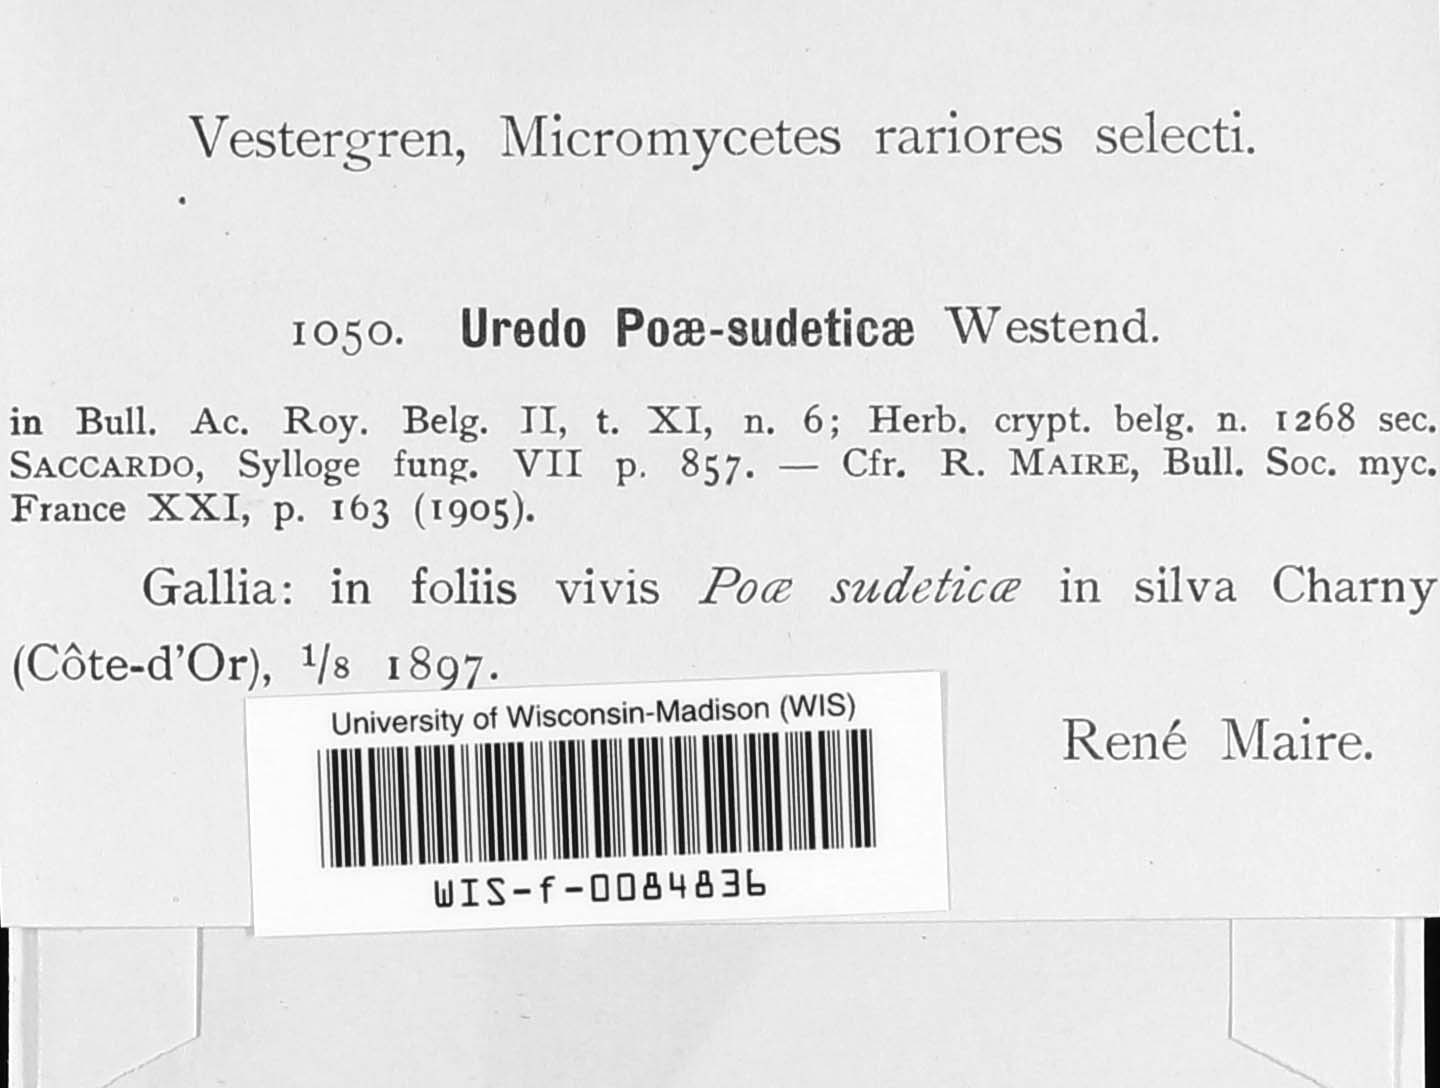 Vestergren, Micromycetes rariores selecti.
1050. Uredo Poæ-sudeticæ Westend.
in Bull. Ac. Roy. Belg. II, t. XI, n. 6; Herb. crypt. belg. n. 1268 sec.
SACCARDO, Sylloge fung. VII p. 857. — Cfr. R. MAIRE, Bull. Soc. myc.
France XXI, p. 163 (1905).
Gallia: in foliis vivis Poæ sudeticæ in silva Charny
(Côte-d'Or), 1/8 1897.
René Maire.
University of Wisconsin-Madison (WIS)
WIS-f-0084836